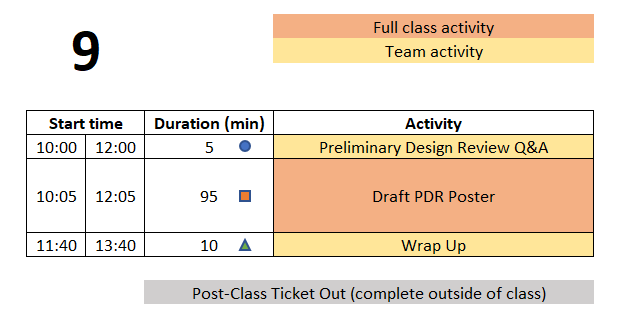 9
Full class activity
Team activity
Start time Duration (min) Activity
10:00 12:00 5 Preliminary Design Review Q&A
10:05 12:05 95 Draft PDR Poster
11:40 13:40 10 Wrap Up
Post-Class Ticket Out (complete outside of class)